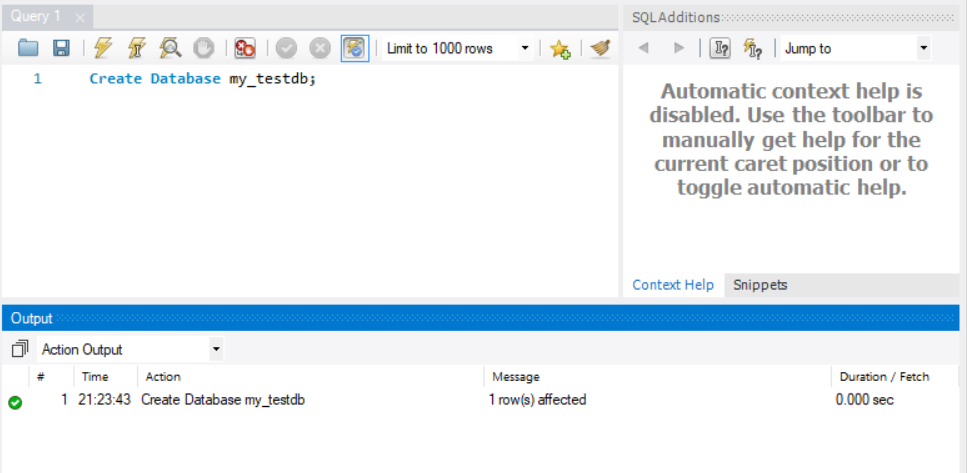 Query 1
SQLAdditions
Limit to 1000 rows
Jump to
1 Create Database my_testdb;
Automatic context help is
disabled. Use the toolbar to
manually get help for the
current caret position or to
toggle automatic help.
Context Help Snippets
Output
Action Output
# Time Action Message Duration / Fetch
1 21:23:43 Create Database my_testdb 1 row(s) affected 0.000 sec